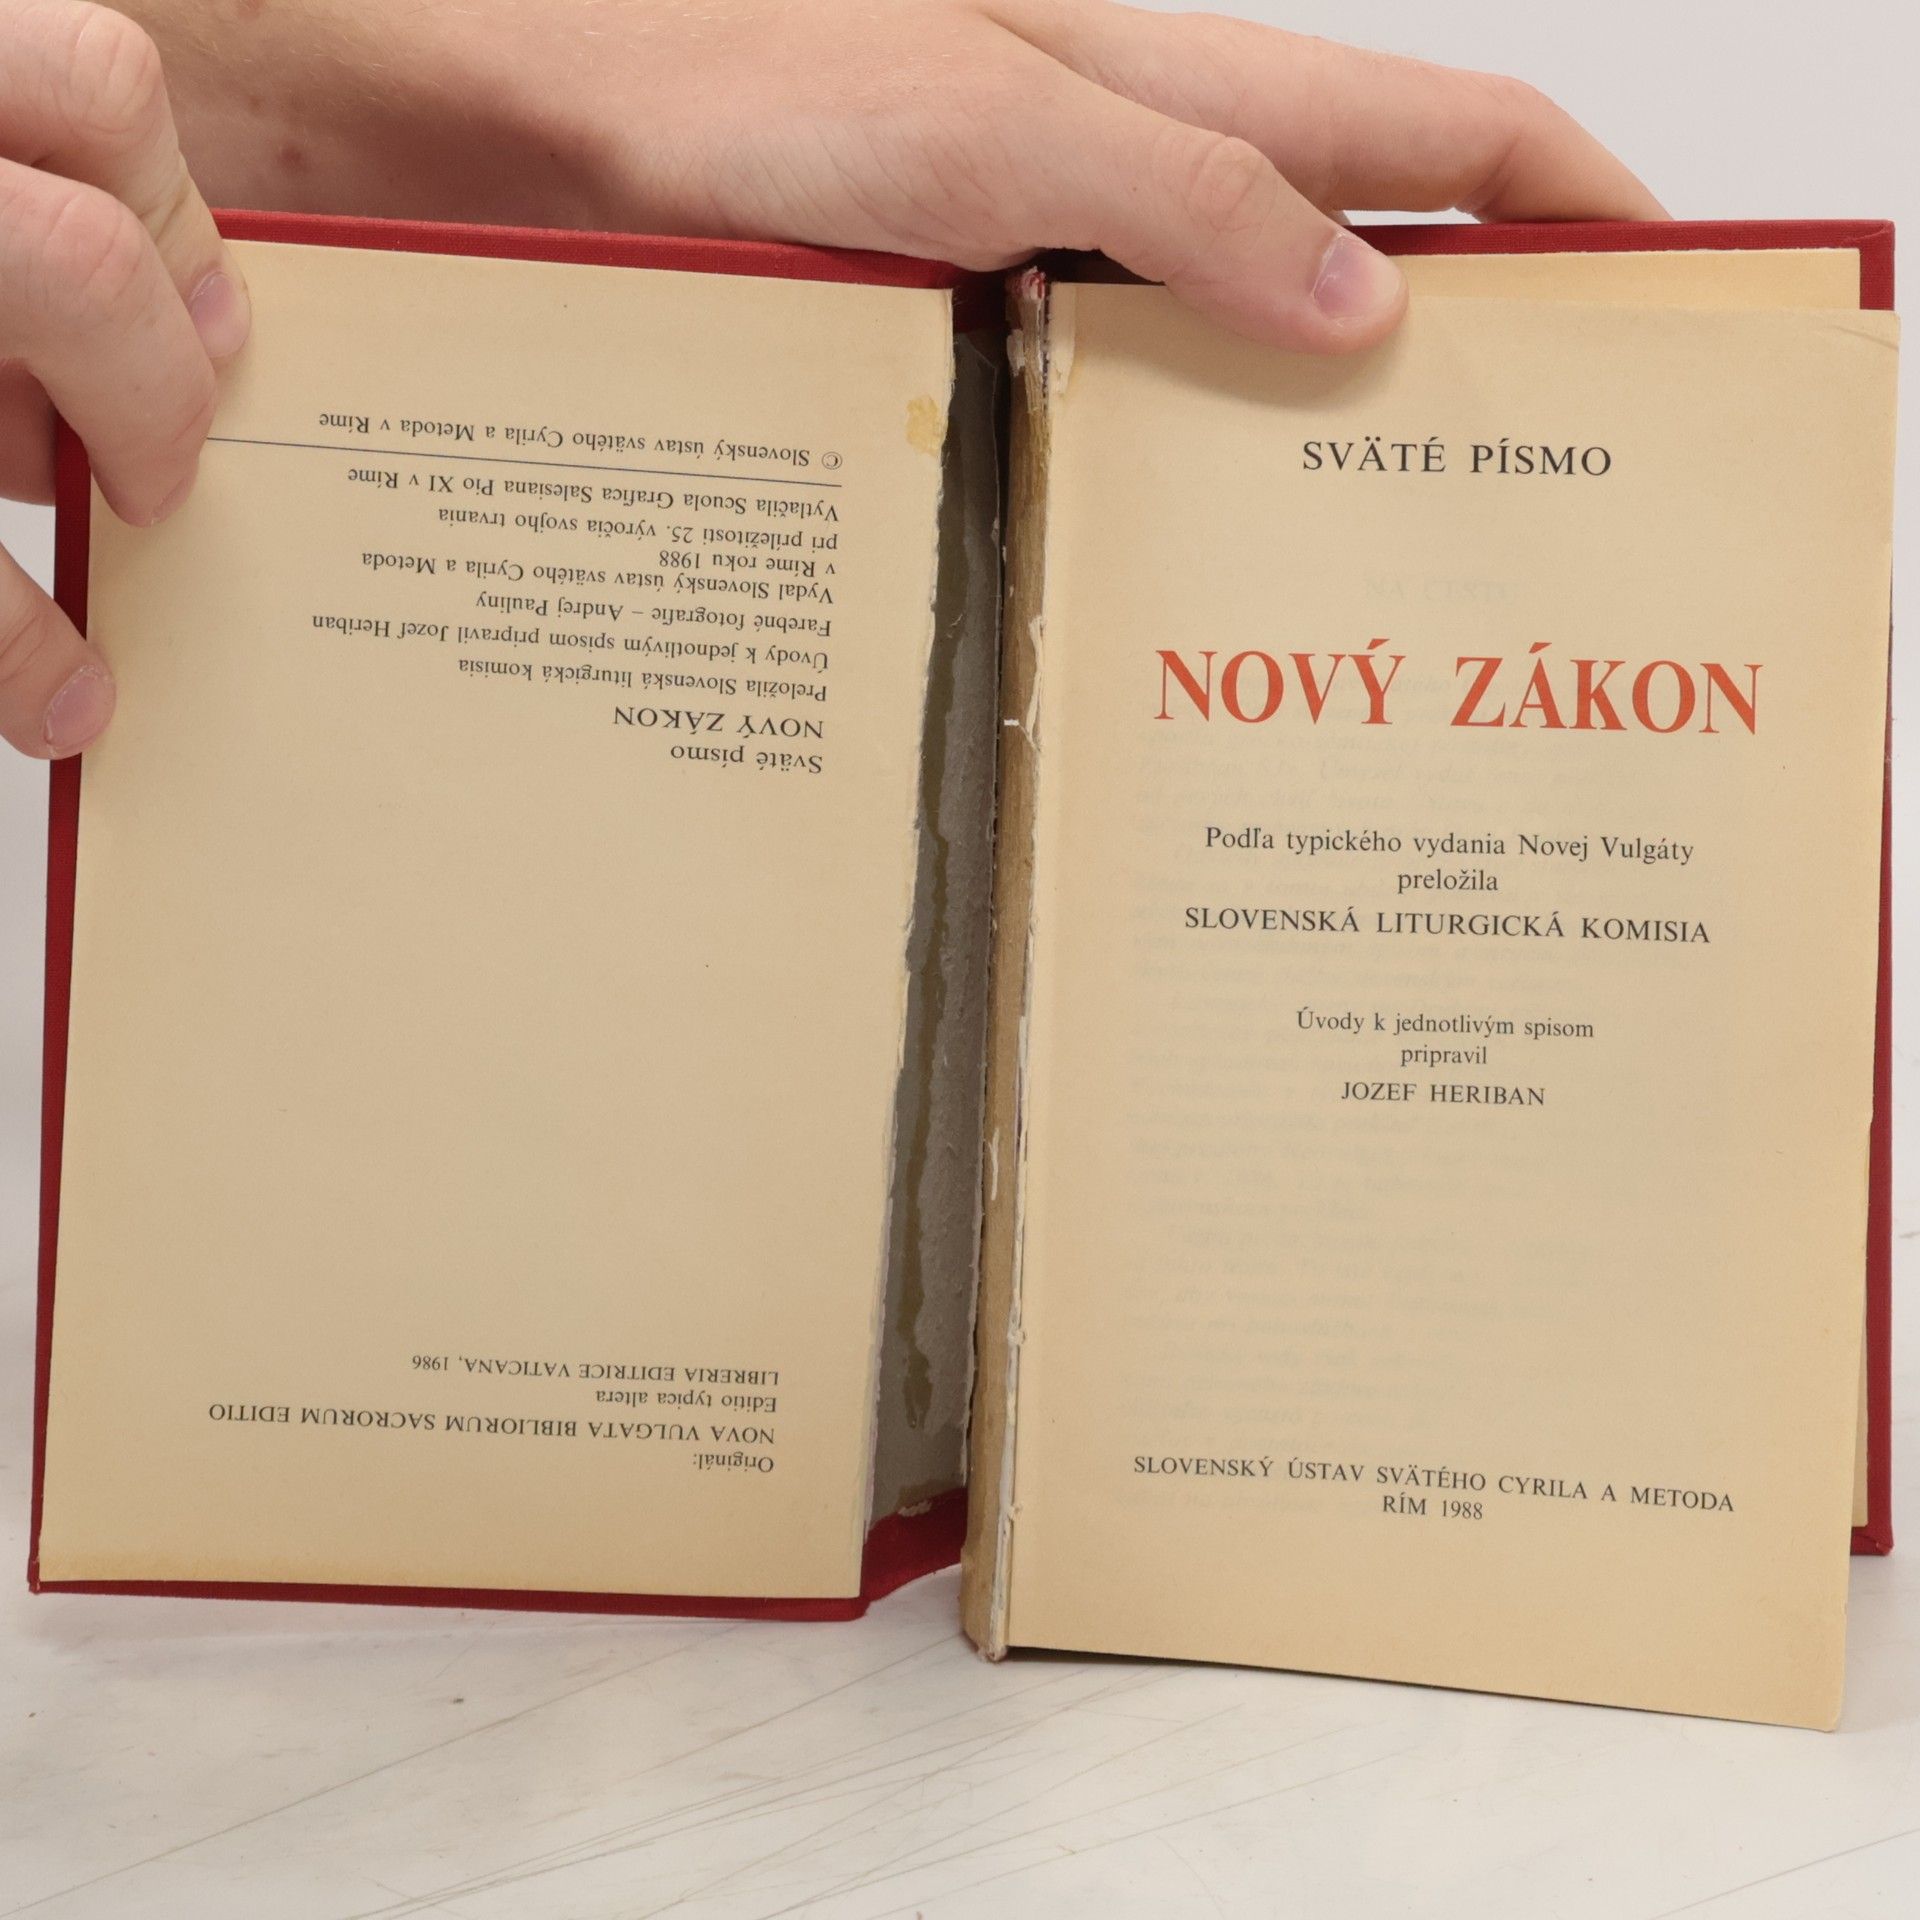 Sväté písmo
NOVÝ ZÁKON
Preložila Slovenská liturgická komisia
Úvody k jednotlivým spisom pripravil Jozef Heriban
Farebné fotografie – Andrej Pauliny
Vydal Slovenský ústav svätého Cyrila a Metoda
v Ríme roku 1988
pri príležitosti 25. výročia svojho trvania
Vytlačila Scuola Grafica Salesiana Pio XI v Ríme
© Slovenský ústav svätého Cyrila a Metoda v Ríme
Originál:
NOVA VULGATA BIBLIORUM SACRORUM EDITIO
Editio typica altera
LIBRERIA EDITRICE VATICANA, 1986
SVÄTÉ PÍSMO
NOVÝ ZÁKON
Podľa typického vydania Novej Vulgáty
preložila
SLOVENSKÁ LITURGICKÁ KOMISIA
Úvody k jednotlivým spisom
pripravil
JOZEF HERIBAN
SLOVENSKÝ ÚSTAV SVÄTÉHO CYRILA A METODA
RÍM 1988